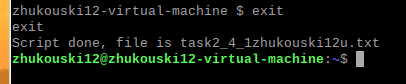 zhukouski12-virtual-machine $ exit
exit
Script done, file is task2_4_1zhukouski12u.txt
zhukouski12@zhukouski12-virtual-machine:~$